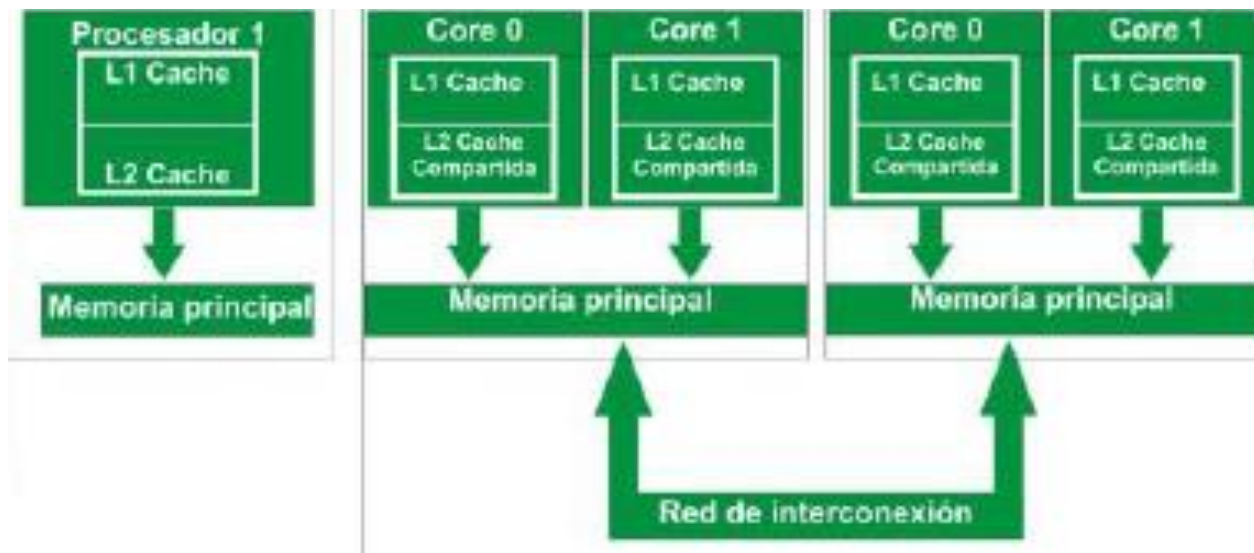 Procesador 1
L1 Cache
L2 Cache
Memoria principal
Core 0
L1 Cache
L2 Cache
Compartida
Core 1
L1 Cache
L2 Cache
Compartida
Memoria principal
Core 0
L1 Cache
L2 Cache
Compartida
Core 1
L1 Cache
L2 Cache
Compartida
Memoria principal
Red de interconexión